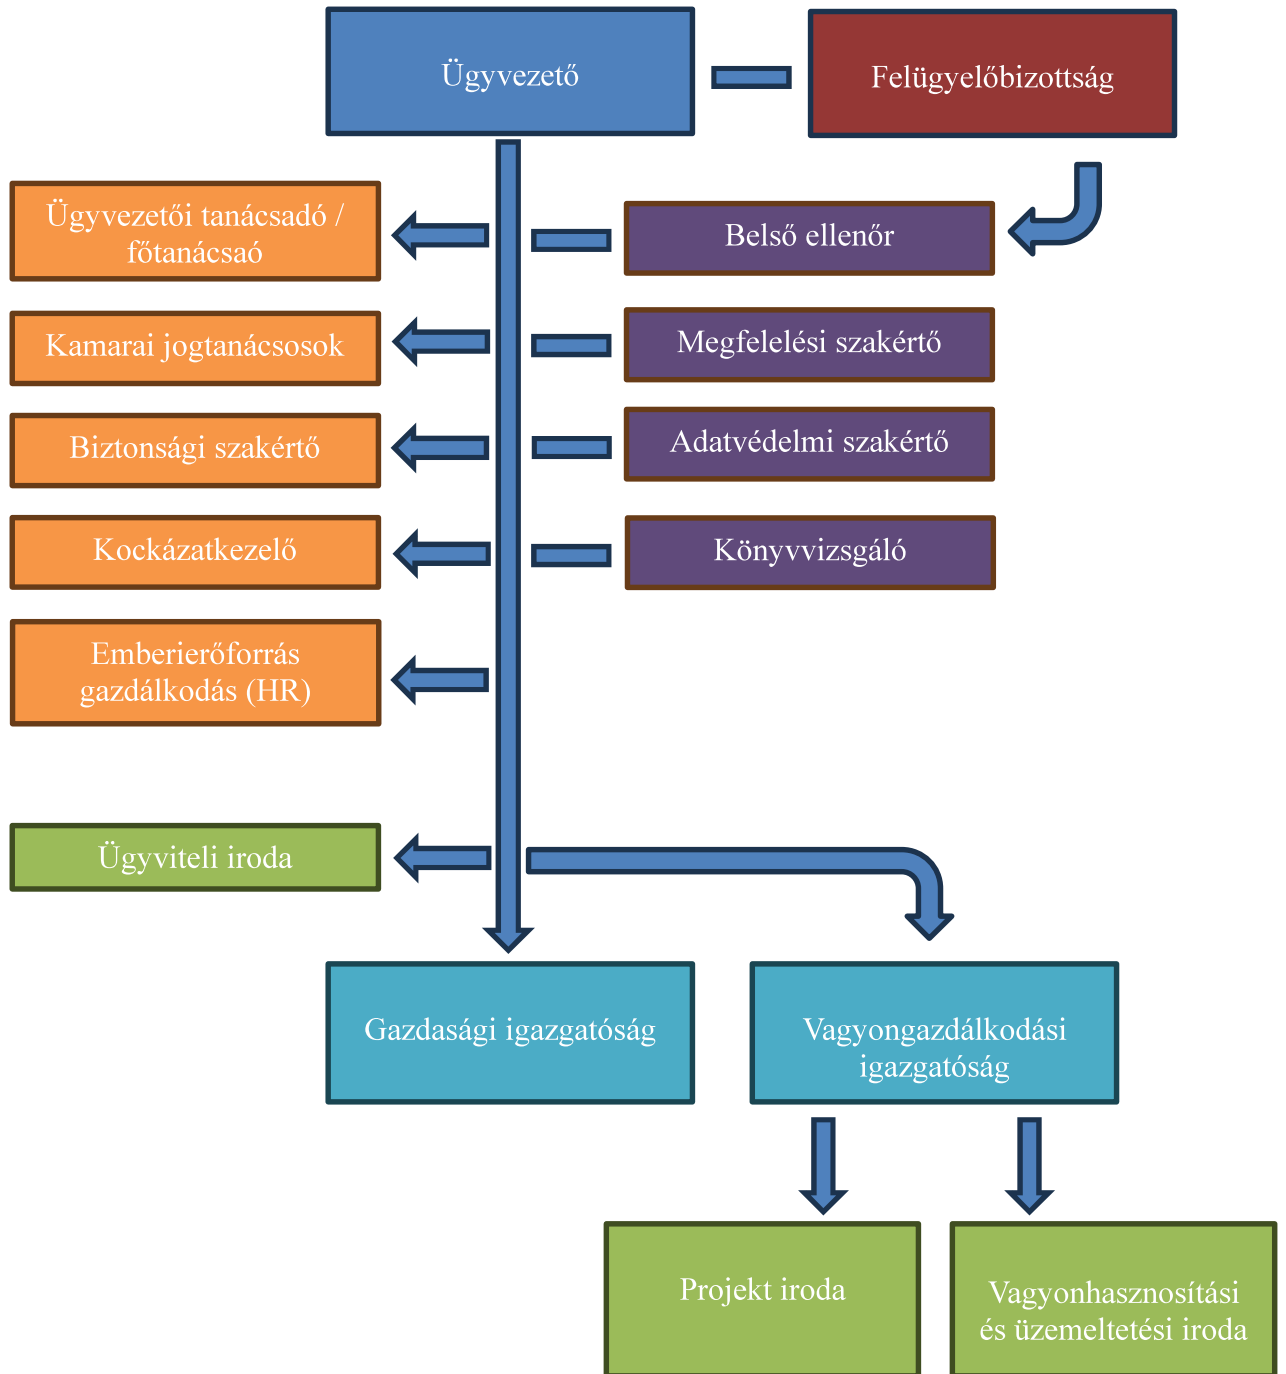 Ügyvezető
Felügyelőbizottság
Ügyvezetői tanácsadó /
főtanácsaó
Belső ellenőr
Kamarai jogtanácsosok
Megfelelési szakértő
Biztonsági szakértő
Adatvédelmi szakértő
Kockázatkezelő
Könyvvizsgáló
Emberierőforrás
gazdálkodás (HR)
Ügyviteli iroda
Gazdasági igazgatóság
Vagyongazdálkodási
igazgatóság
Projekt iroda
Vagyonhasznosítási
és üzemeltetési iroda